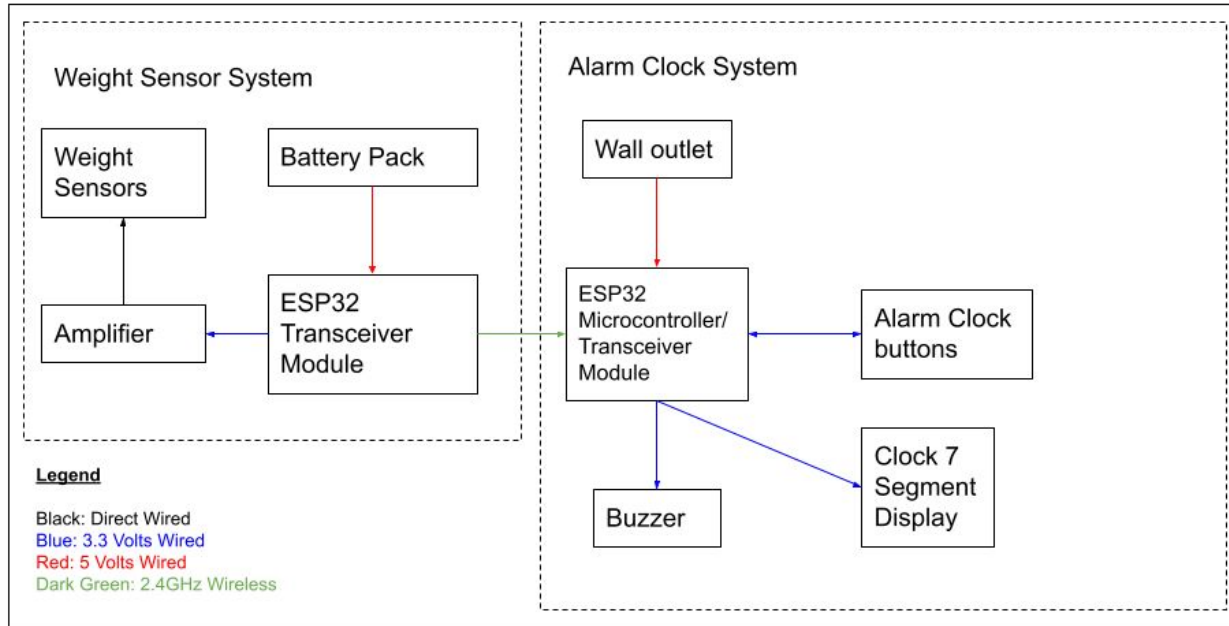 Weight Sensor System
Weight
Sensors
Battery Pack
Amplifier
ESP32
Transceiver
Module
Alarm Clock System
Wall outlet
ESP32
Microcontroller/
Transceiver
Module
Alarm Clock
buttons
Buzzer
Clock 7
Segment
Display
Legend
Black: Direct Wired
Blue: 3.3 Volts Wired
Red: 5 Volts Wired
Dark Green: 2.4GHz Wireless